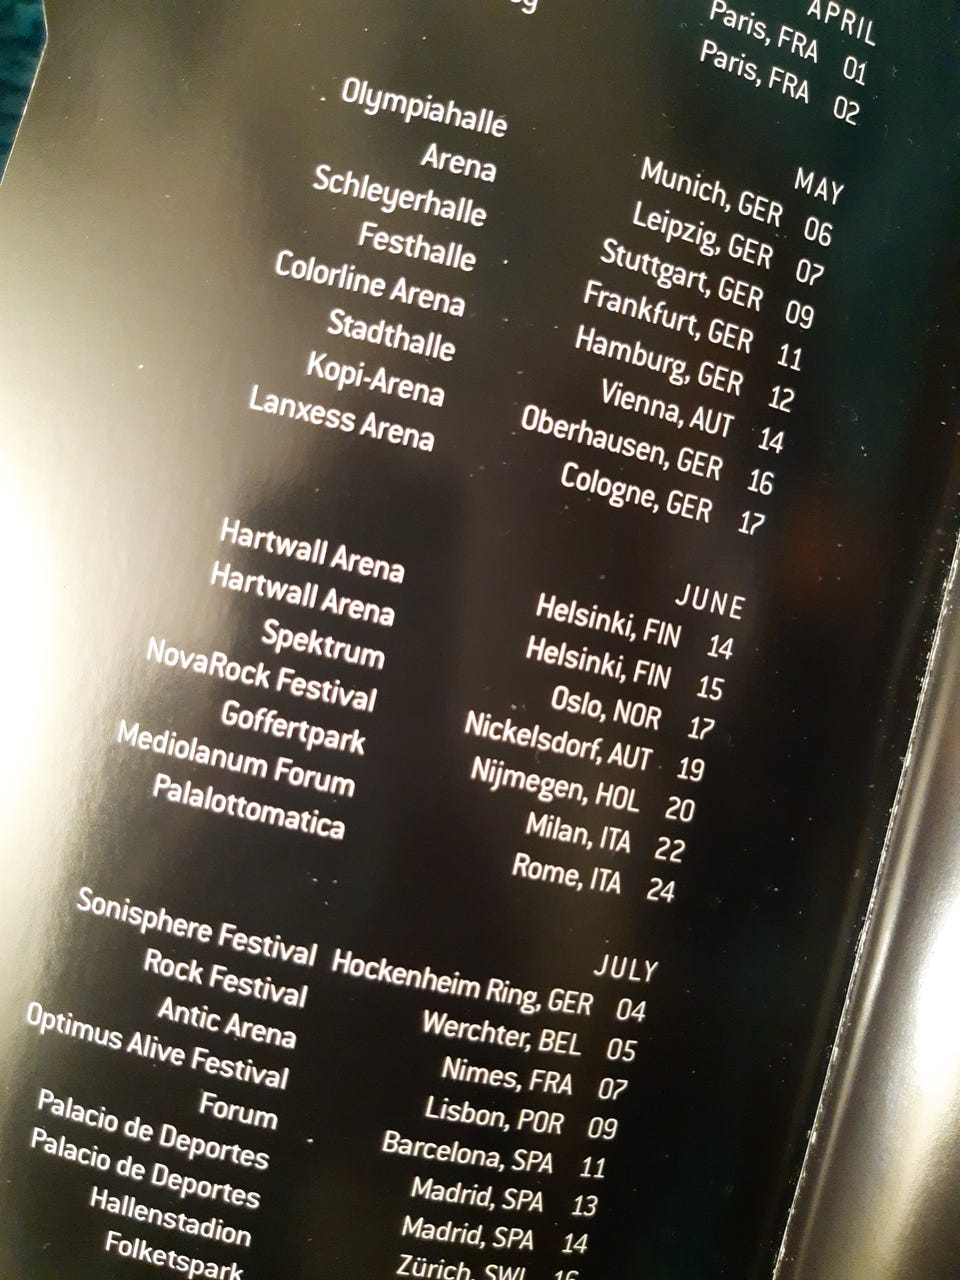 APRIL
Paris, FRA 01
Paris, FRA 02
MAY
Olympiahalle Munich, GER 06
Arena Leipzig, GER 07
Schleyerhalle Stuttgart, GER 09
Festhalle Frankfurt, GER 11
Colorline Arena Hamburg, GER 12
Stadthalle Vienna, AUT 14
Kopi-Arena Oberhausen, GER 16
Lanxess Arena Cologne, GER 17
JUNE
Hartwall Arena Helsinki, FIN 14
Hartwall Arena Helsinki, FIN 15
Spektrum Oslo, NOR 17
NovaRock Festival Nickelsdorf, AUT 19
Goffertpark Nijmegen, HOL 20
Mediolanum Forum Milan, ITA 22
Palalottomatica Rome, ITA 24
JULY
Sonisphere Festival Hockenheim Ring, GER 04
Rock Festival Werchter, BEL 05
Antic Arena Nimes, FRA 07
Optimus Alive Festival Lisbon, POR 09
Forum Barcelona, SPA 11
Palacio de Deportes Madrid, SPA 13
Palacio de Deportes Madrid, SPA 14
Hallenstadion Zürich, SWI 16
Folketspark